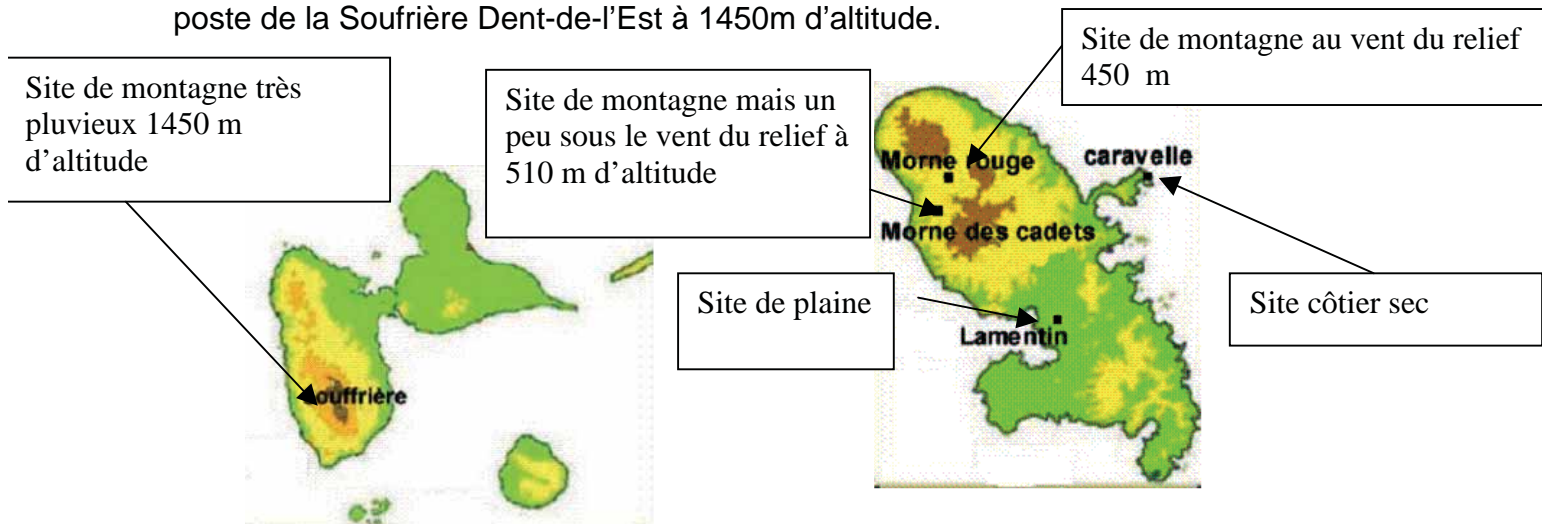 poste de la Soufrière Dent-de-l'Est à 1450m d'altitude.
Site de montagne très
pluvieux 1450 m
d'altitude
Site de montagne mais un
peu sous le vent du relief à
510 m d'altitude
Site de montagne au vent du relief
450 m
Morne rouge
caravelle
Morne des cadets
Site de plaine
Lamentin
Site côtier sec
Souffrière